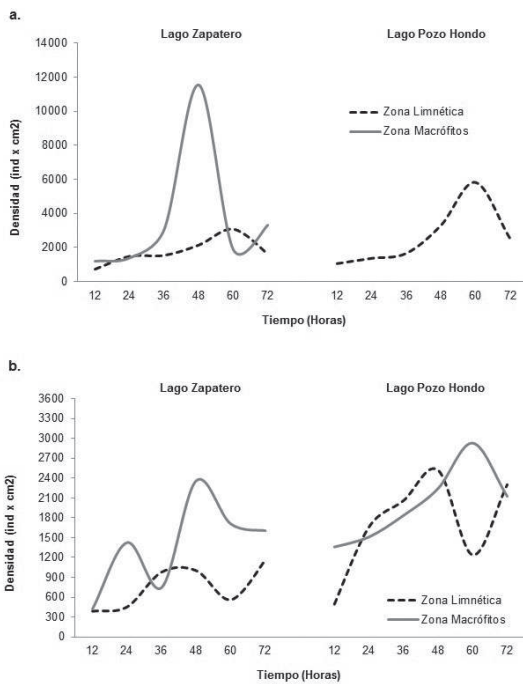 a.
Lago Zapatero
Lago Pozo Hondo
14000
12000
10000
8000
6000
4000
2000
0
Densidad (ind x cm2)
Zona Limnética
Zona Macrófitos
12 24 36 48 60 72 12 24 36 48 60 72
Tiempo (Horas)
b.
Lago Zapatero
Lago Pozo Hondo
3600
3300
3000
2700
2400
2100
1800
1500
1200
900
600
300
0
Densidad (ind x cm2)
Zona Limnética
Zona Macrófitos
12 24 36 48 60 72 12 24 36 48 60 72
Tiempo (Horas)